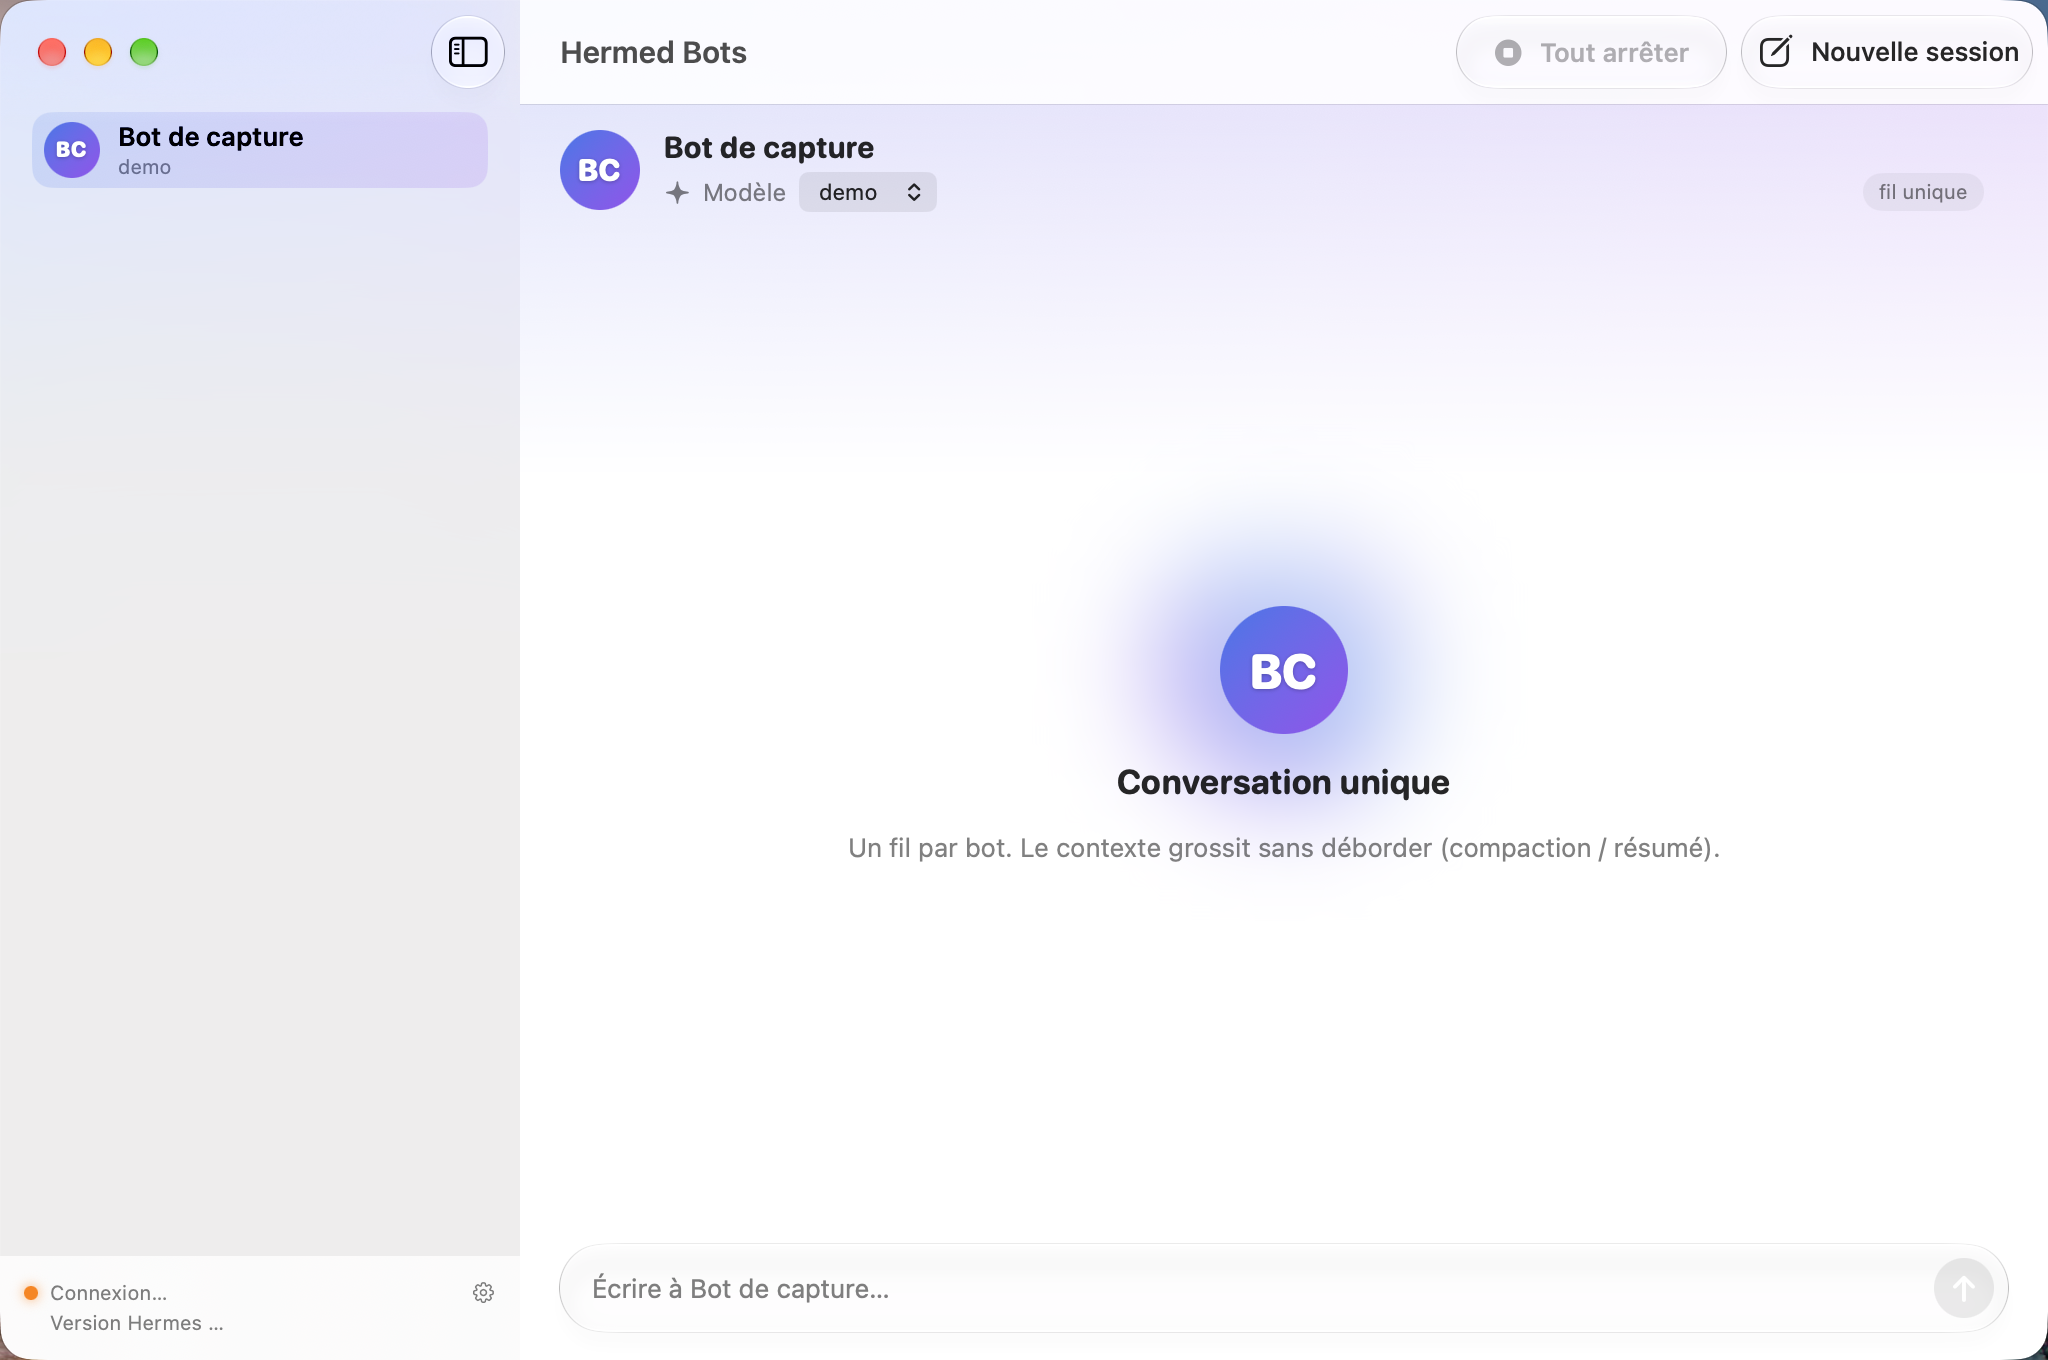 Hermed Bots
Tout arrêter
Nouvelle session
BC
Bot de capture
demo
BC
Bot de capture
Modèle
demo
fil unique
BC
Conversation unique
Un fil par bot. Le contexte grossit sans déborder (compaction / résumé).
Écrire à Bot de capture...
Connexion...
Version Hermes ...